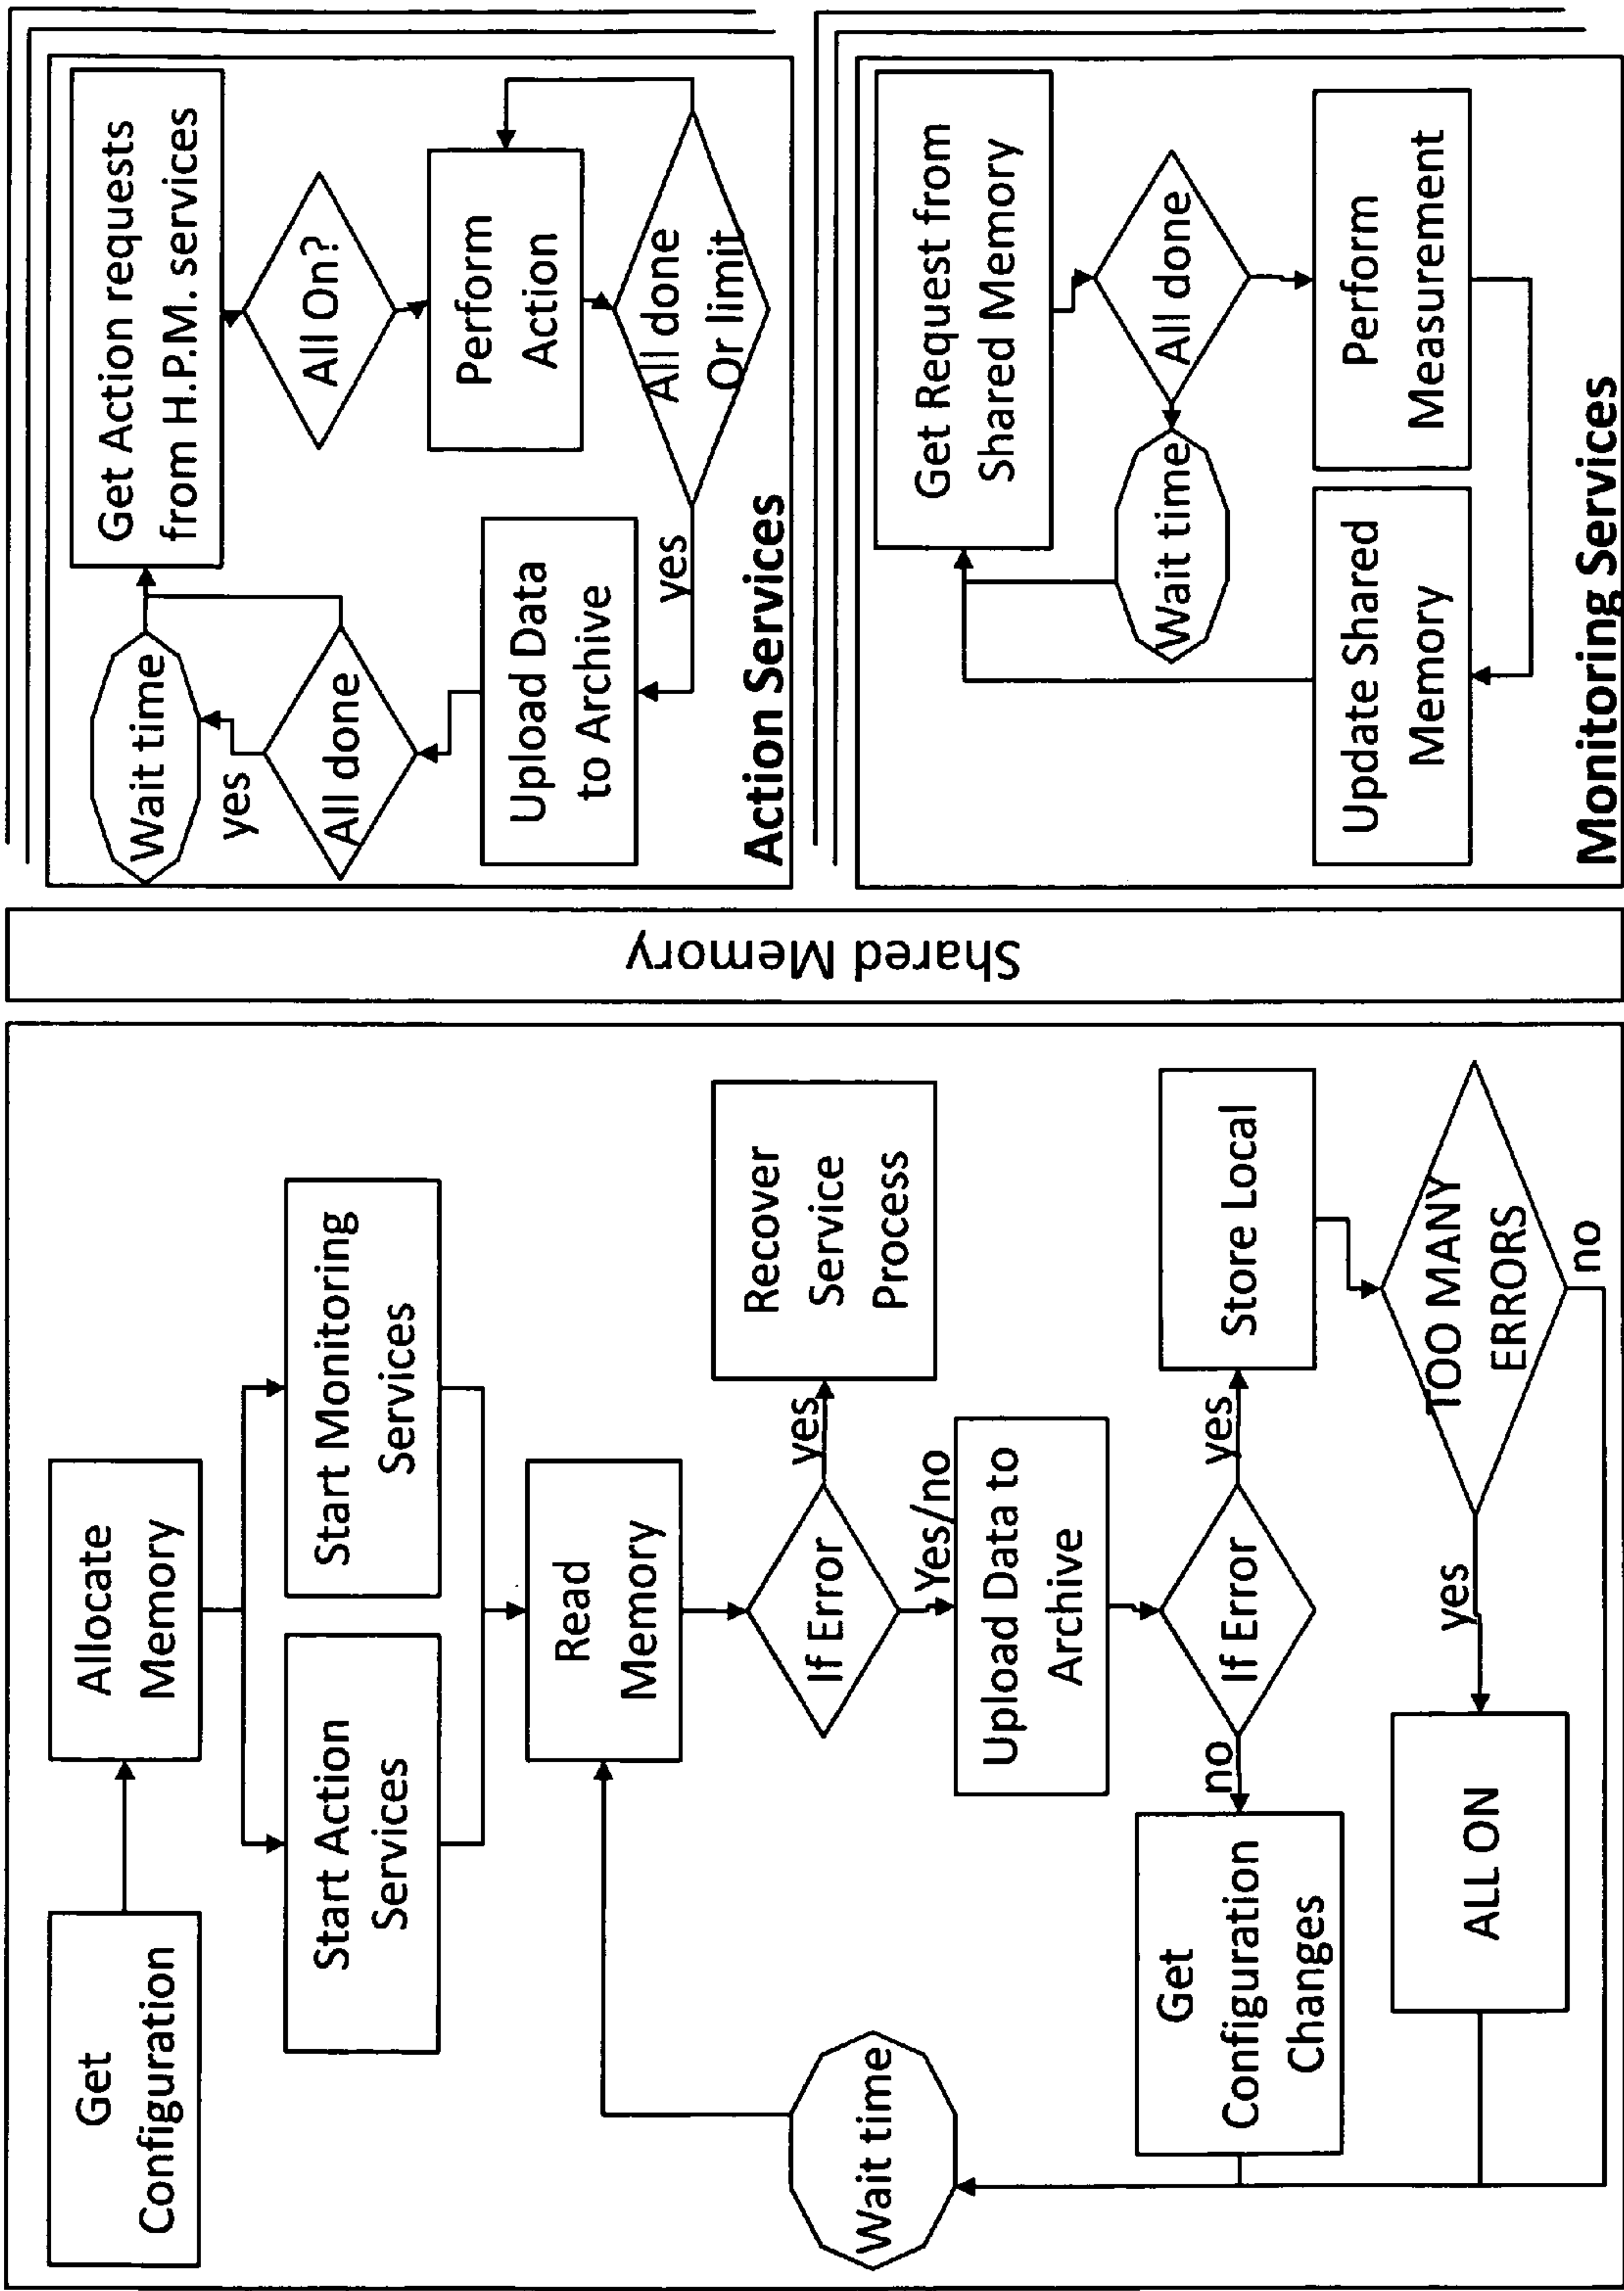 Get
Configuration
Allocate
Memory
Start Action
Services
Start Monitoring
Services
Read
Memory
If Error
yes
Recover
Service
Process
Yes/no
Upload Data to
Archive
If Error
yes
Store Local
no
Get
Configuration
Changes
TOO MANY
ERRORS
no
yes
ALL ON
Wait time
Shared Memory
Wait time
Get Action requests
from H.P.M. services
yes
All done
All On?
Upload Data
to Archive
Perform
Action
yes
All done
Or limit
Action Services
Get Request from
Shared Memory
Wait time
All done
Update Shared
Memory
Perform
Measurement
Monitoring Services